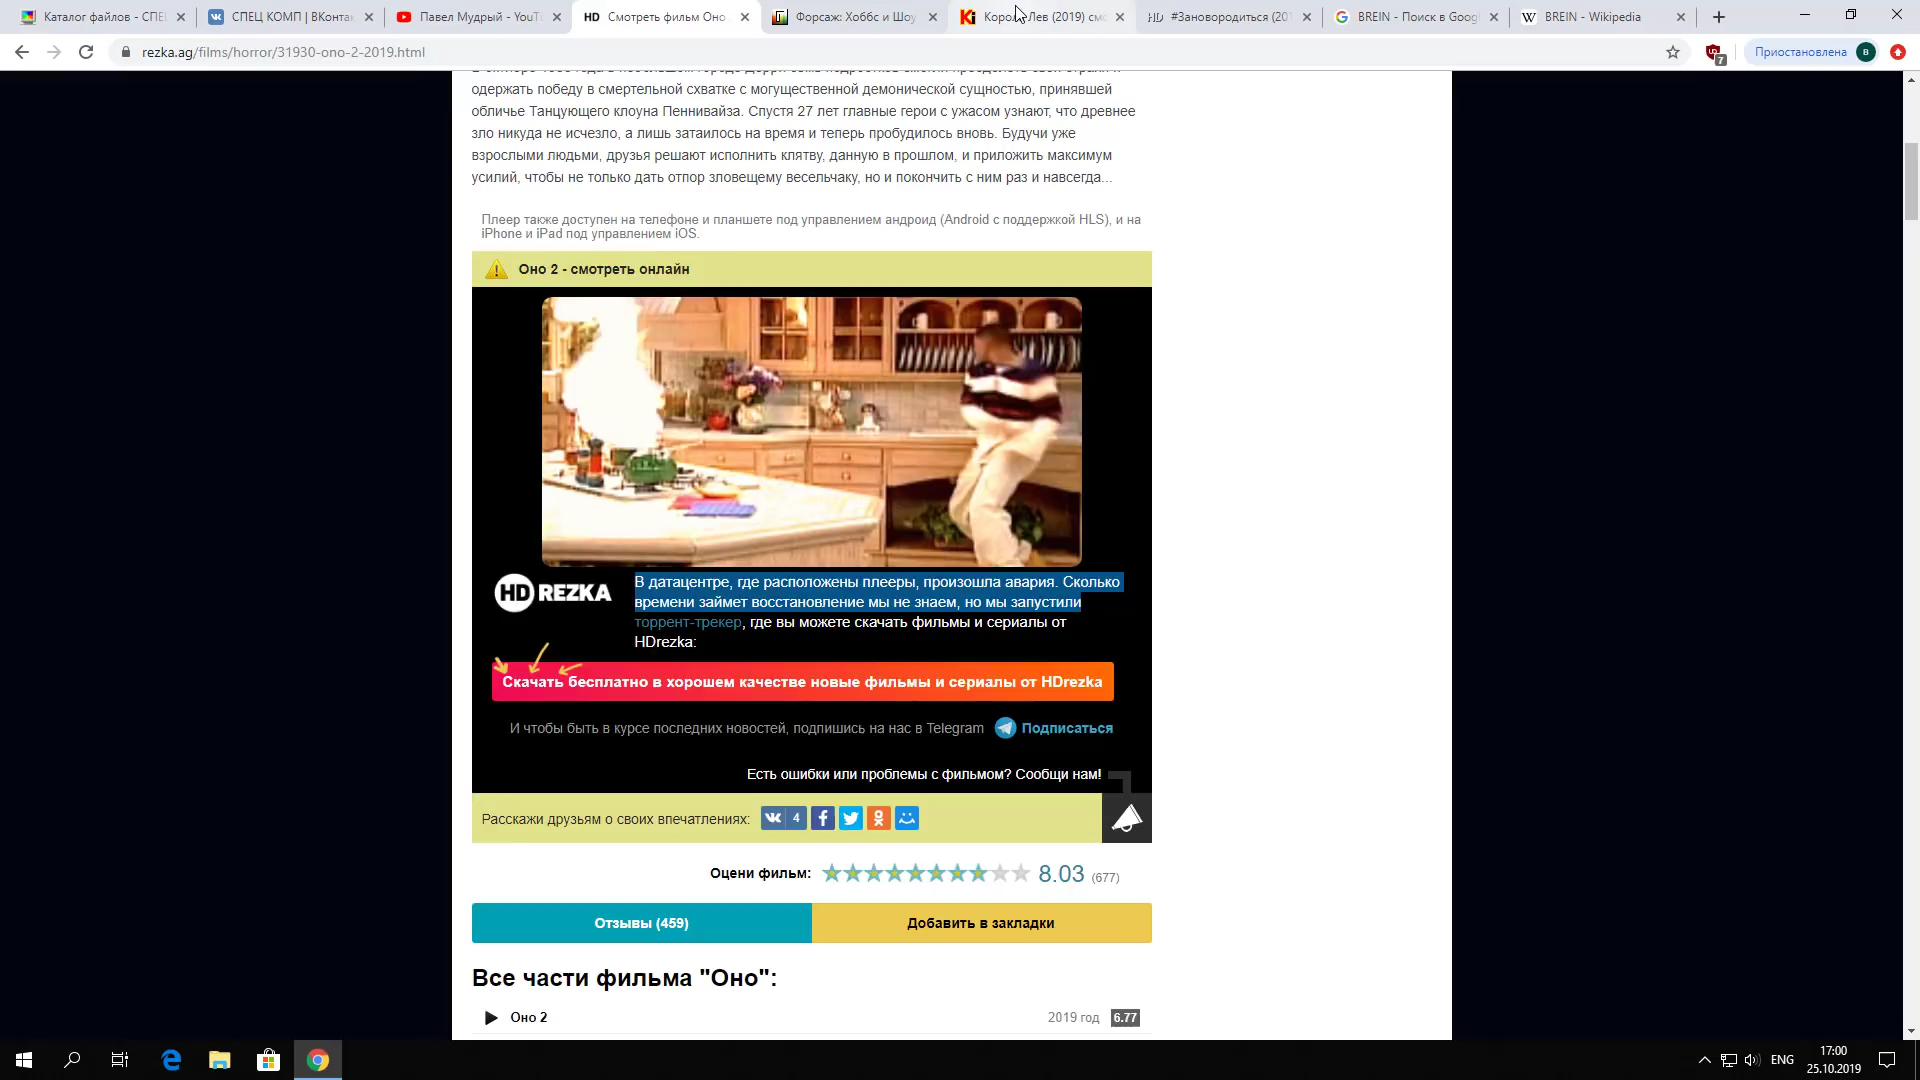 Каталог файлов - СПЕЦ
СПЕЦ КОМП | ВКонтак
Павел Мудрый - YouTu
HD Смотреть фильм Оно
Форсаж: Хоббс и Шоу
Король Лев (2019) смо
HD #Зановородиться (201
BREIN - Поиск в Goog
BREIN - Wikipedia
rezka.ag/films/horror/31930-ono-2-2019.html
7
Приостановлена
B
одержать победу в смертельной схватке с могущественной демонической сущностью, принявшей
обличье Танцующего клоуна Пеннивайза. Спустя 27 лет главные герои с ужасом узнают, что древнее
зло никуда не исчезло, а лишь затаилось на время и теперь пробудилось вновь. Будучи уже
взрослыми людьми, друзья решают исполнить клятву, данную в прошлом, и приложить максимум
усилий, чтобы не только дать отпор зловещему весельчаку, но и покончить с ним раз и навсегда...
Плеер также доступен на телефоне и планшете под управлением андроид (Android с поддержкой HLS), и на
iPhone и iPad под управлением iOS.
Оно 2 - смотреть онлайн
HD REZKA
В датацентре, где расположены плееры, произошла авария. Сколько
времени займет восстановление мы не знаем, но мы запустили
торрент-трекер, где вы можете скачать фильмы и сериалы от
HDrezka:
Скачать бесплатно в хорошем качестве новые фильмы и сериалы от HDrezka
И чтобы быть в курсе последних новостей, подпишись на нас в Telegram Подписаться
Есть ошибки или проблемы с фильмом? Сообщи нам!
Расскажи друзьям о своих впечатлениях: 4
Оцени фильм: 8.03 (677)
Отзывы (459)
Добавить в закладки
Все части фильма "Оно":
Оно 2 2019 год 6.77
ENG
17:00
25.10.2019